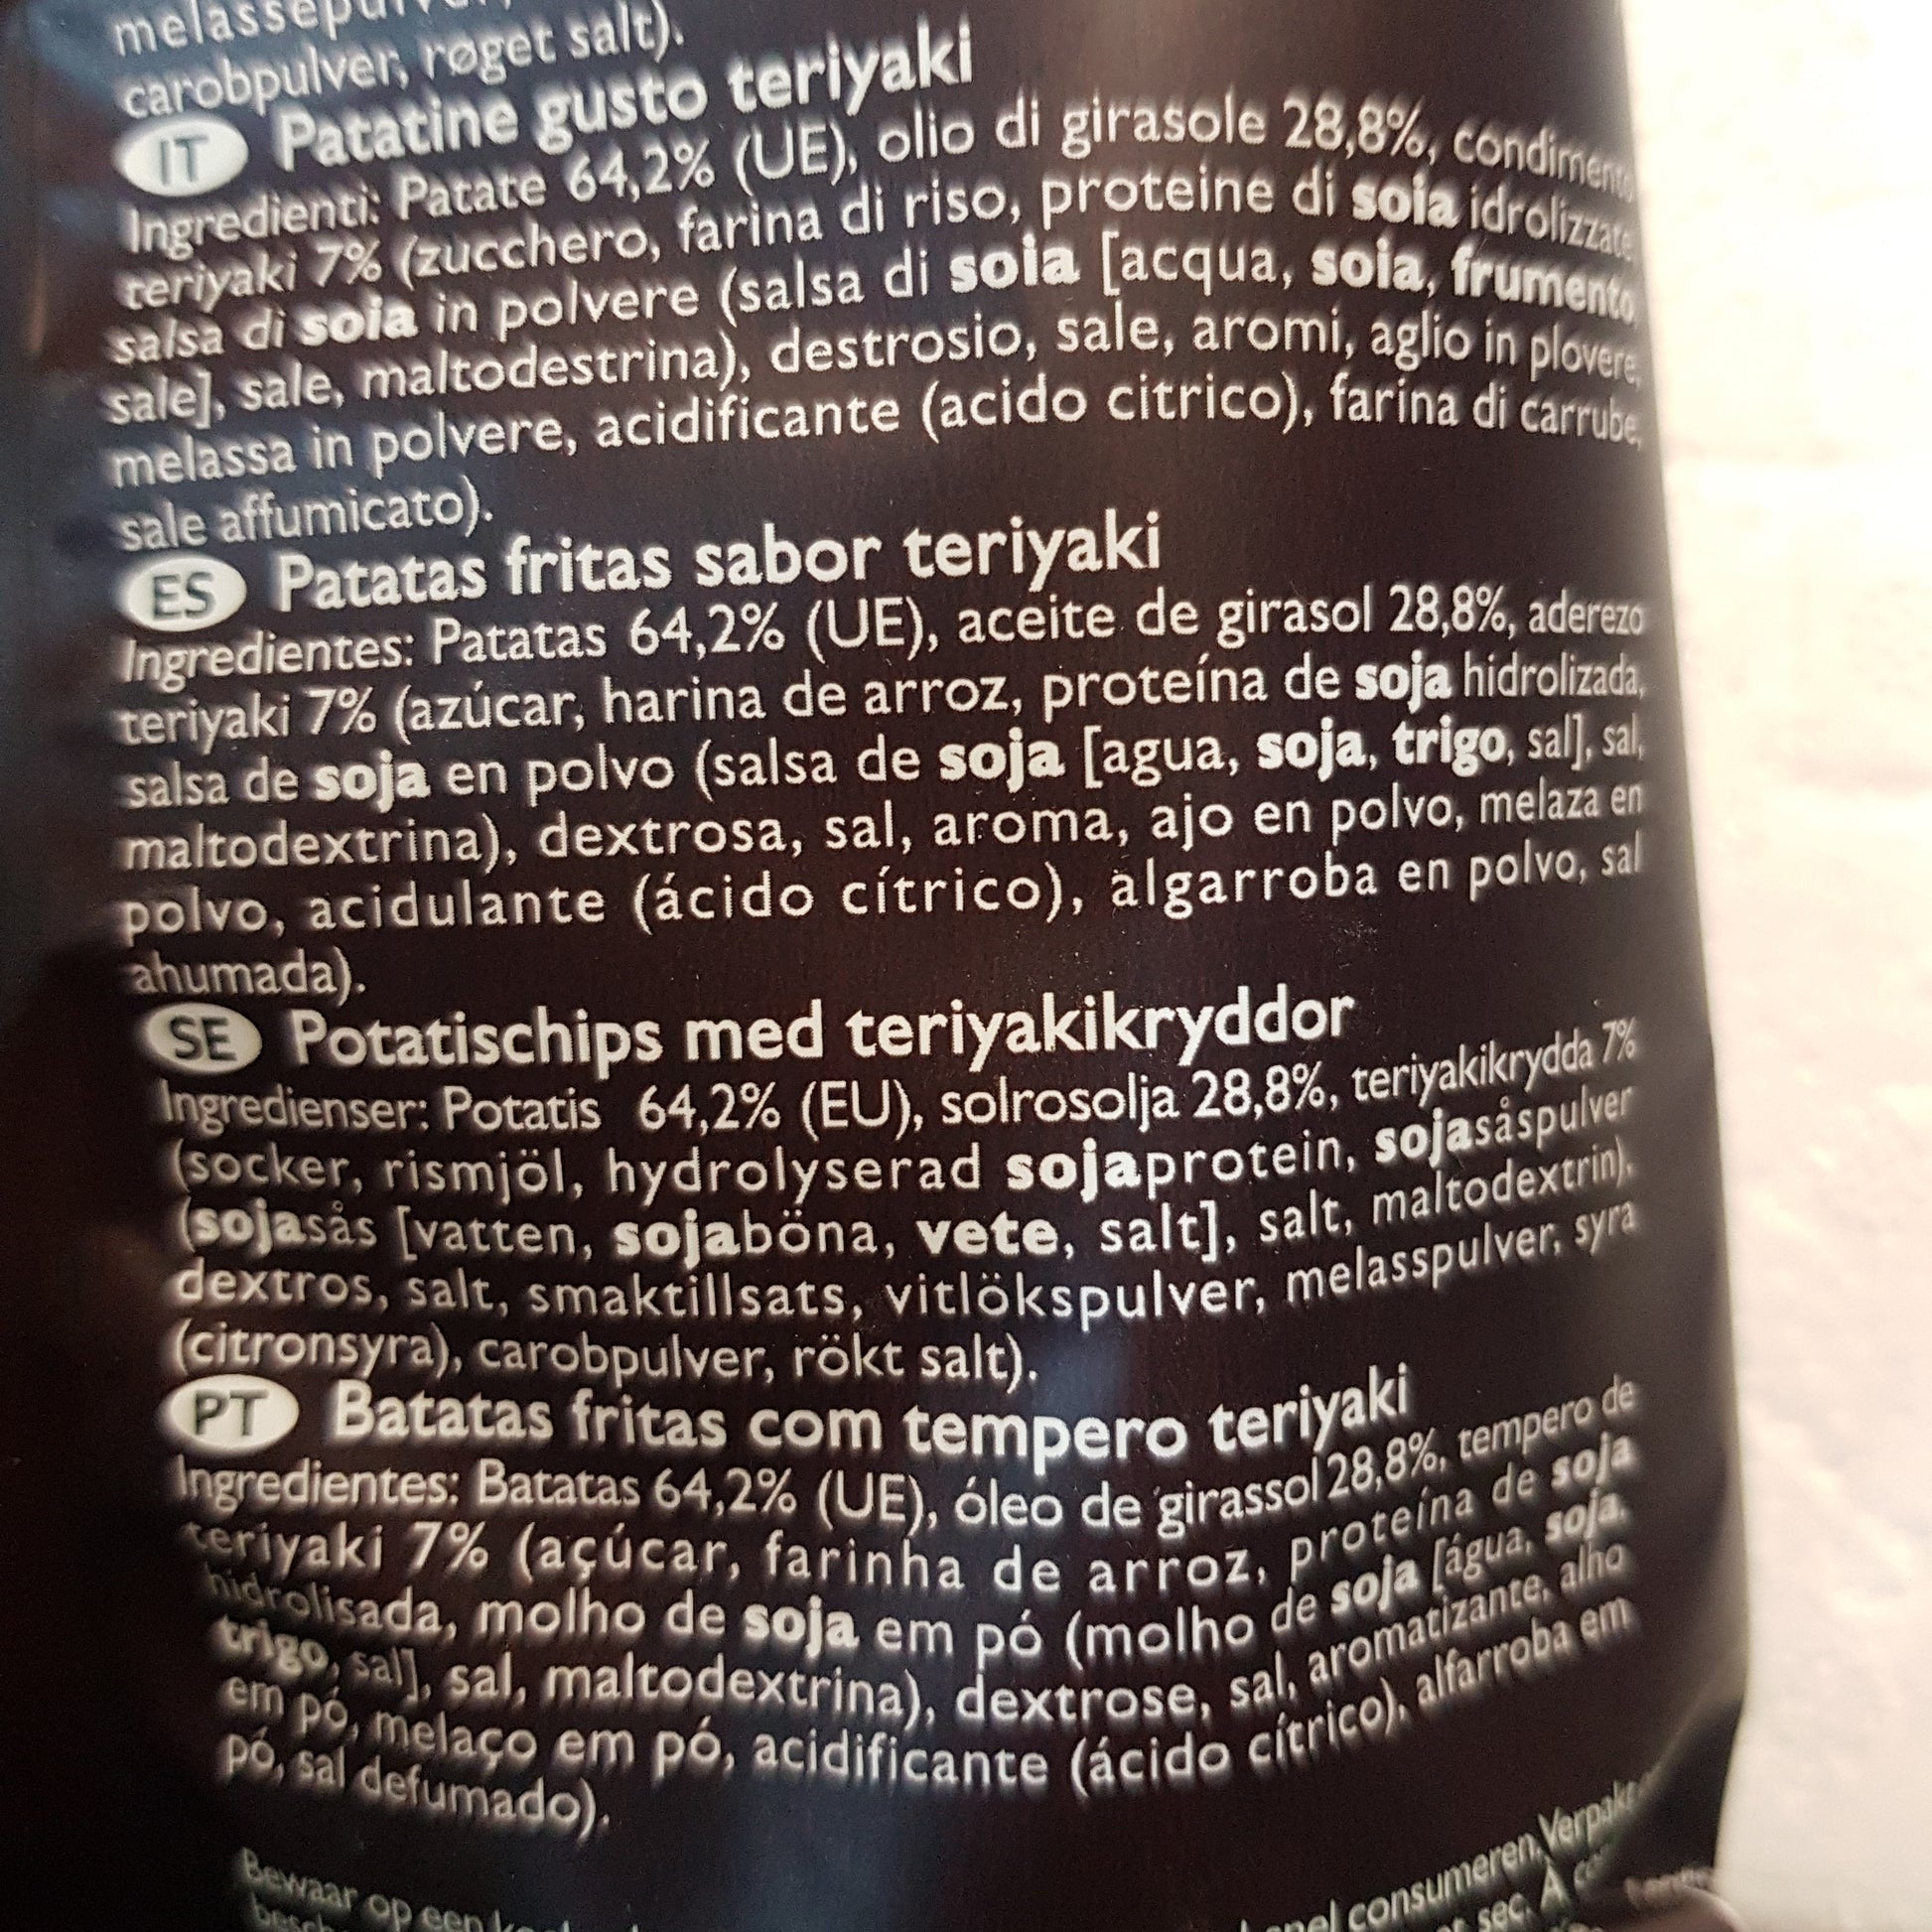 melassepulver,
carobpulver, røget salt).
IT Patatine gusto teriyaki
Ingredienti: Patate 64,2% (UE), olio di girasole 28,8%, condimento
teriyaki 7% (zucchero, farina di riso, proteine di soia idrolizzate,
salsa di soia in polvere (salsa di soia [acqua, soia, frumento,
sale], sale, maltodestrina), destrosio, sale, aromi, aglio in plovere,
melassa in polvere, acidificante (acido citrico), farina di carrube,
sale affumicato).
ES Patatas fritas sabor teriyaki
Ingredientes: Patatas 64,2% (UE), aceite de girasol 28,8%, aderezo
teriyaki 7% (azúcar, harina de arroz, proteína de soja hidrolizada,
salsa de soja en polvo (salsa de soja [agua, soja, trigo, sal], sal,
maltodextrina), dextrosa, sal, aroma, ajo en polvo, melaza en
polvo, acidulante (ácido cítrico), algarroba en polvo, sal
ahumada).
SE Potatischips med teriyakikryddor
Ingredienser: Potatis 64,2% (EU), solrosolja 28,8%, teriyakikrydda 7%
(socker, rismjöl, hydrolyserad sojaprotein, sojasåspulver
(sojasås [vatten, sojaböna, vete, salt], salt, maltodextrin),
dextros, salt, smaktillsats, vitlökspulver, melasspulver, syra
(citronsyra), carobpulver, rökt salt).
PT Batatas fritas com tempero teriyaki
Ingredientes: Batatas 64,2% (UE), óleo de girassol 28,8%, tempero de
teriyaki 7% (açúcar, farinha de arroz, proteína de soja
hidrolisada, molho de soja em pó (molho de soja [água, soja,
trigo, sal], sal, maltodextrina), dextrose, sal, aromatizante, alho
em pó, melaço em pó, acidificante (ácido cítrico), alfarroba em
pó, sal defumado).
Bewaar op een consumeren. Verpakt
sec. A